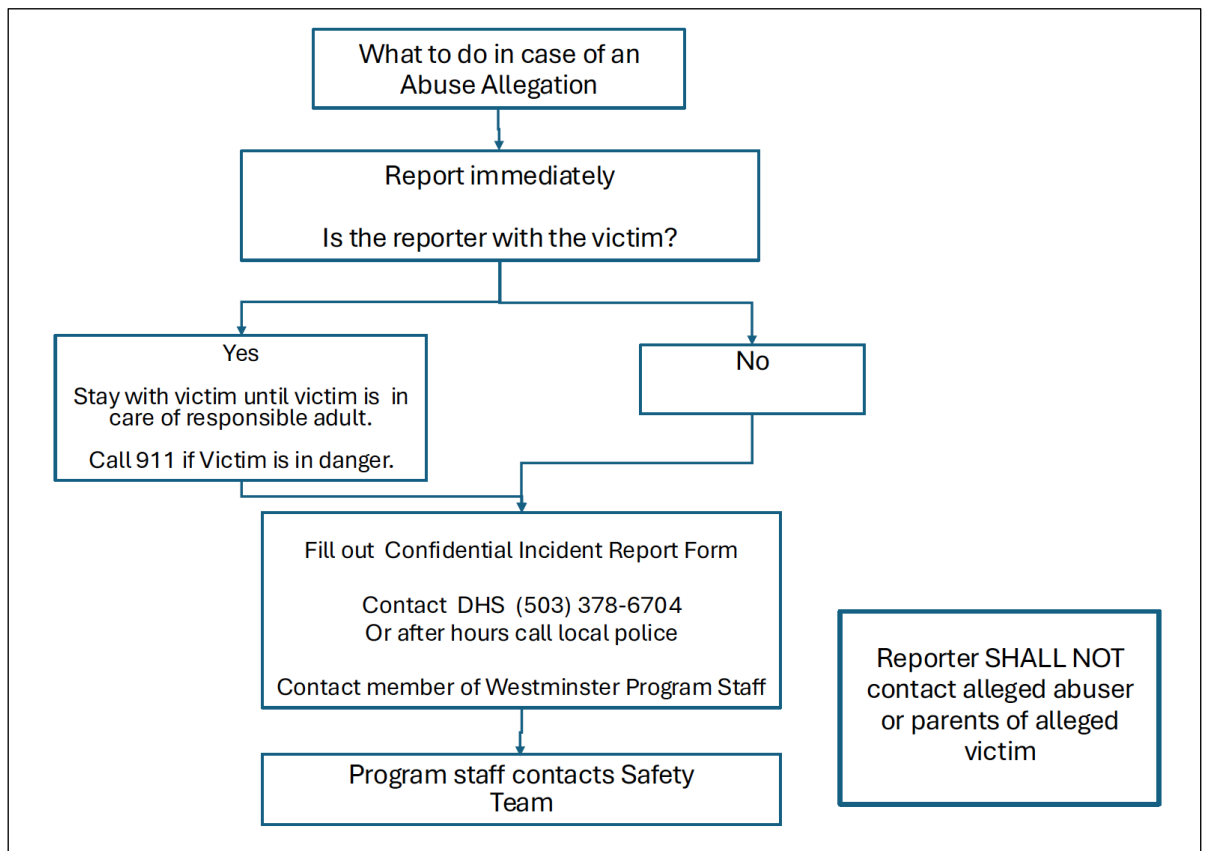 What to do in case of an
Abuse Allegation
Report immediately
Is the reporter with the victim?
Yes
Stay with victim until victim is in
care of responsible adult.
Call 911 if Victim is in danger.
No
Fill out Confidential Incident Report Form
Contact DHS (503) 378-6704
Or after hours call local police
Contact member of Westminster Program Staff
Reporter SHALL NOT
contact alleged abuser
or parents of alleged
victim
Program staff contacts Safety
Team